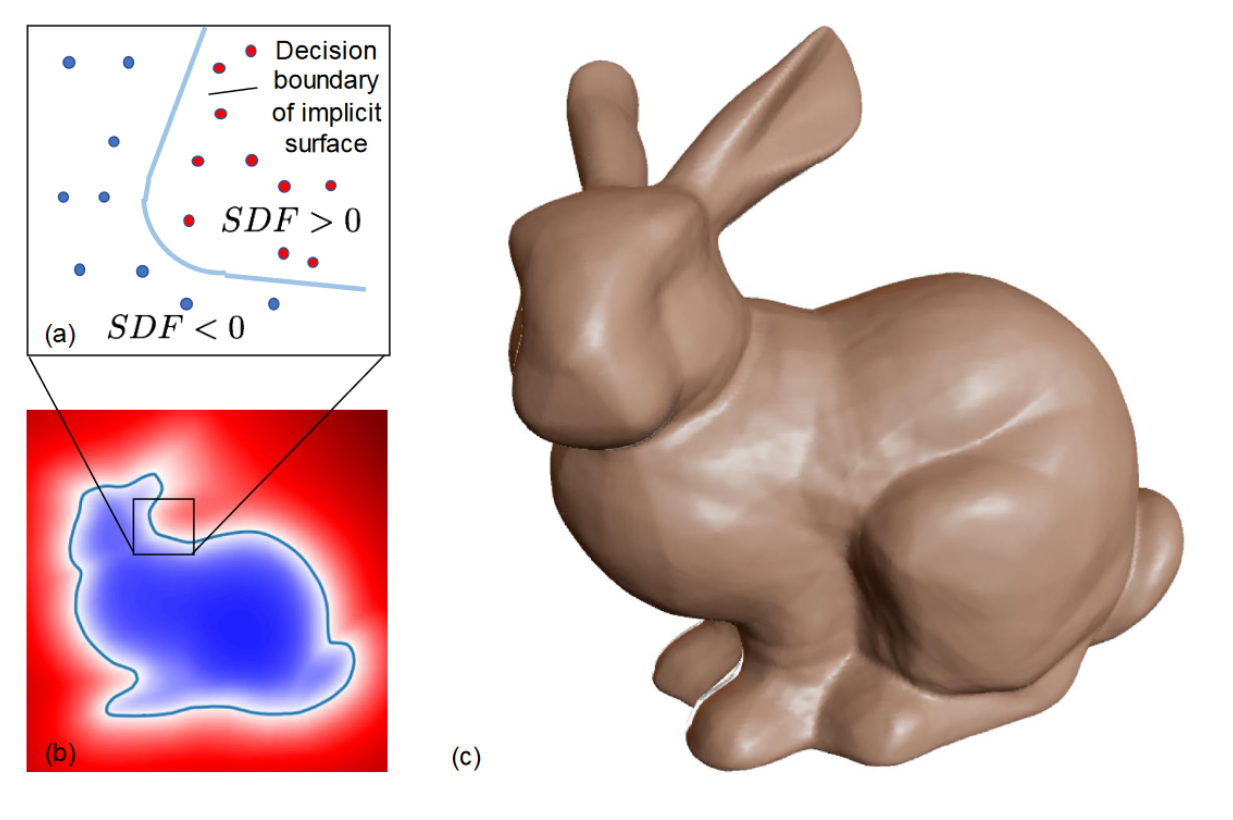 Decision
boundary
of implicit
surface
SDF > 0
(a)
SDF < 0
(b)
(c)